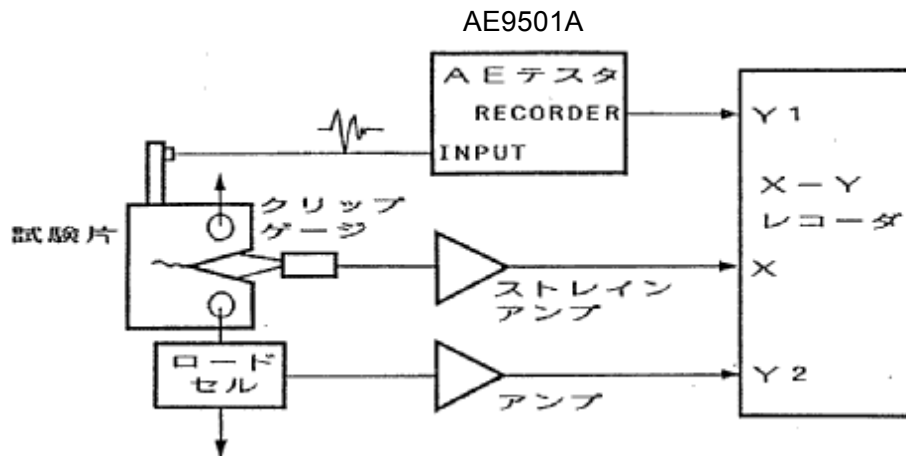 AE9501A
AEテスタ
RECORDER
INPUT
Y1
X-Y
レコーダ
X
Y2
試験片
クリップ
ゲージ
ストレイン
アンプ
ロード
セル
アンプ